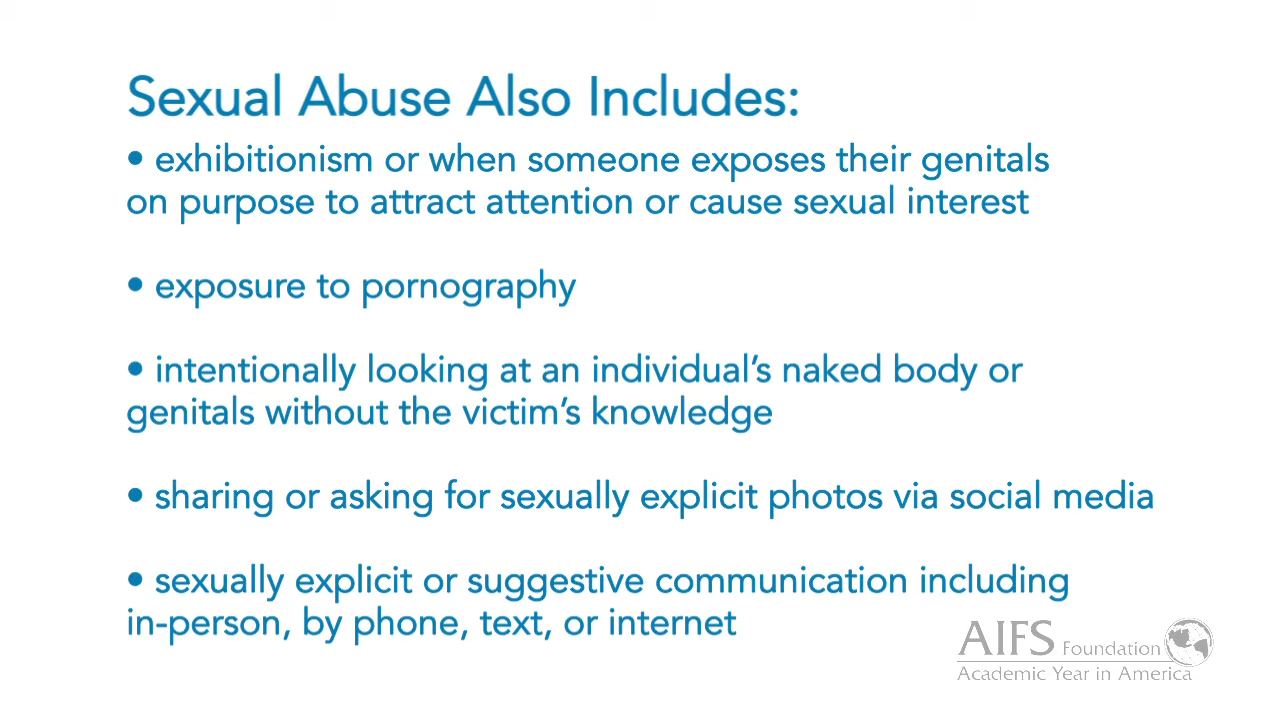 Sexual Abuse Also Includes:
• exhibitionism or when someone exposes their genitals
on purpose to attract attention or cause sexual interest
• exposure to pornography
• intentionally looking at an individual’s naked body or
genitals without the victim’s knowledge
• sharing or asking for sexually explicit photos via social media
• sexually explicit or suggestive communication including
in-person, by phone, text, or internet
AIFS Foundation
Academic Year in America